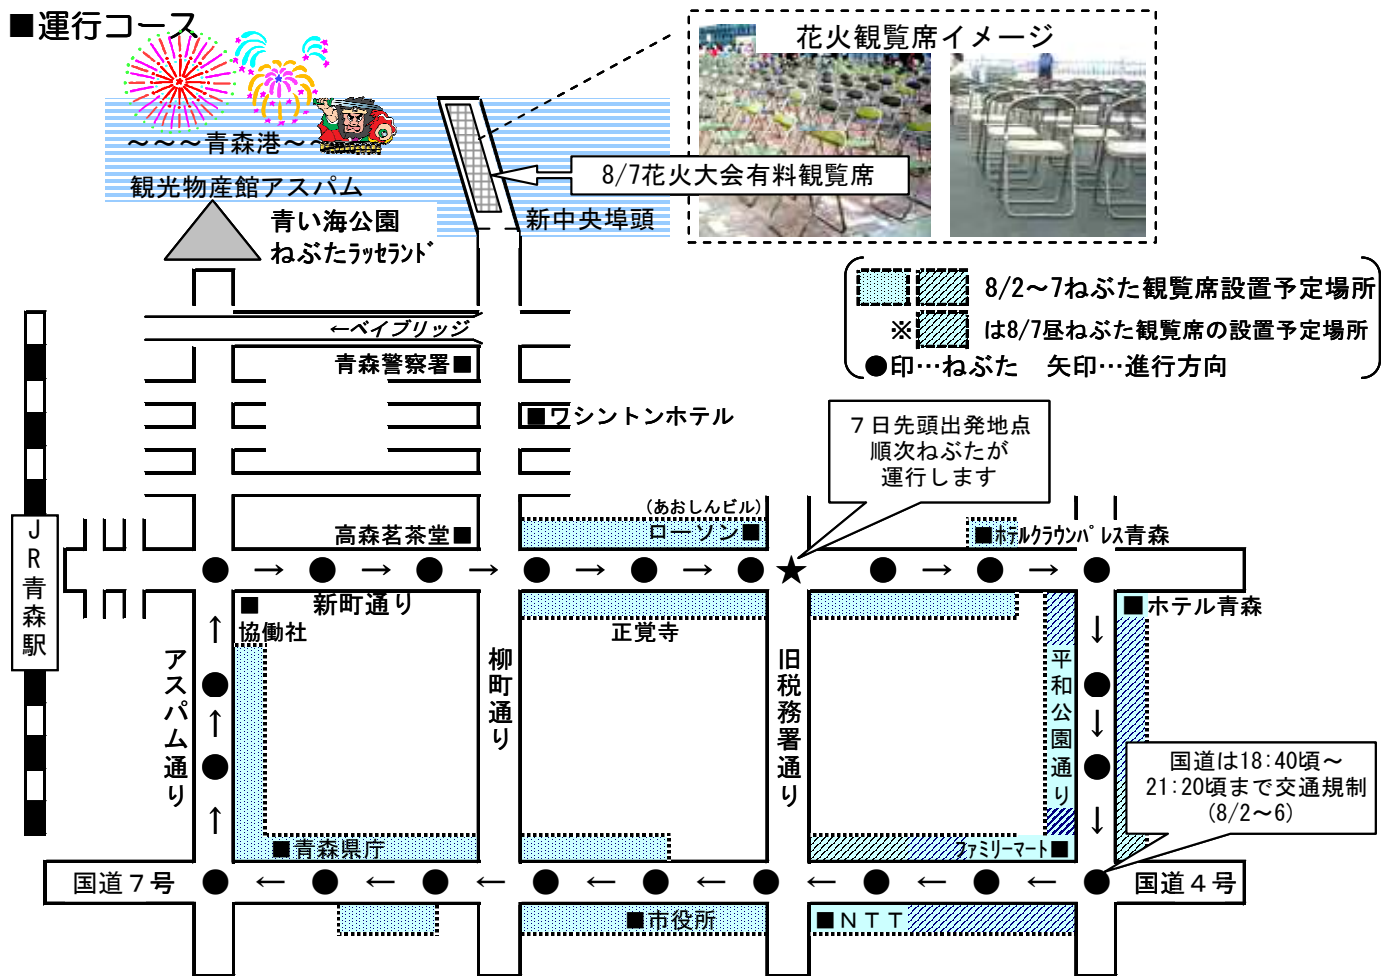 ■運行コース
花火観覧席イメージ
～～～青森港～～
8/7花火大会有料観覧席
観光物産館アスパム
青い海公園
ねぶたﾗｯｾﾗﾝﾄﾞ
新中央埠頭
8/2～7ねぶた観覧席設置予定場所
※は8/7昼ねぶた観覧席の設置予定場所
●印…ねぶた　矢印…進行方向
←ベイブリッジ
青森警察署■
■ワシントンホテル
７日先頭出発地点
順次ねぶたが
運行します
(あおしんビル)
ローソン■
高森茗茶堂■
■ﾎﾃﾙｸﾗｳﾝﾊﾟﾚｽ青森
ＪＲ青森駅
■
協働社
新町通り
正覚寺
■ホテル青森
アスパム通り
柳町通り
旧税務署通り
平和公園通り
国道は18:40頃～
21:20頃まで交通規制
(8/2～6)
■青森県庁
ﾌｧﾐﾘｰﾏｰﾄ■
国道７号
国道４号
■市役所
■ＮＴＴ